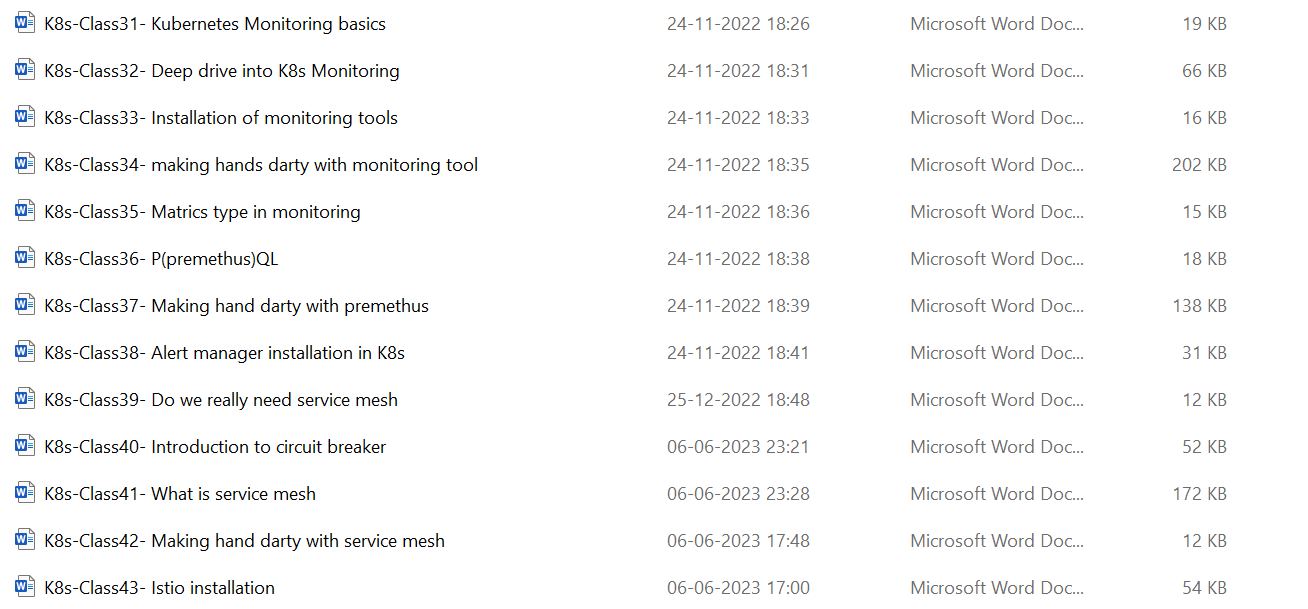 K8s-Class31- Kubernetes Monitoring basics 24-11-2022 18:26 Microsoft Word Doc... 19 KB
K8s-Class32- Deep drive into K8s Monitoring 24-11-2022 18:31 Microsoft Word Doc... 66 KB
K8s-Class33- Installation of monitoring tools 24-11-2022 18:33 Microsoft Word Doc... 16 KB
K8s-Class34- making hands darty with monitoring tool 24-11-2022 18:35 Microsoft Word Doc... 202 KB
K8s-Class35- Matrics type in monitoring 24-11-2022 18:36 Microsoft Word Doc... 15 KB
K8s-Class36- P(premethus)QL 24-11-2022 18:38 Microsoft Word Doc... 18 KB
K8s-Class37- Making hand darty with premethus 24-11-2022 18:39 Microsoft Word Doc... 138 KB
K8s-Class38- Alert manager installation in K8s 24-11-2022 18:41 Microsoft Word Doc... 31 KB
K8s-Class39- Do we really need service mesh 25-12-2022 18:48 Microsoft Word Doc... 12 KB
K8s-Class40- Introduction to circuit breaker 06-06-2023 23:21 Microsoft Word Doc... 52 KB
K8s-Class41- What is service mesh 06-06-2023 23:28 Microsoft Word Doc... 172 KB
K8s-Class42- Making hand darty with service mesh 06-06-2023 17:48 Microsoft Word Doc... 12 KB
K8s-Class43- Istio installation 06-06-2023 17:00 Microsoft Word Doc... 54 KB